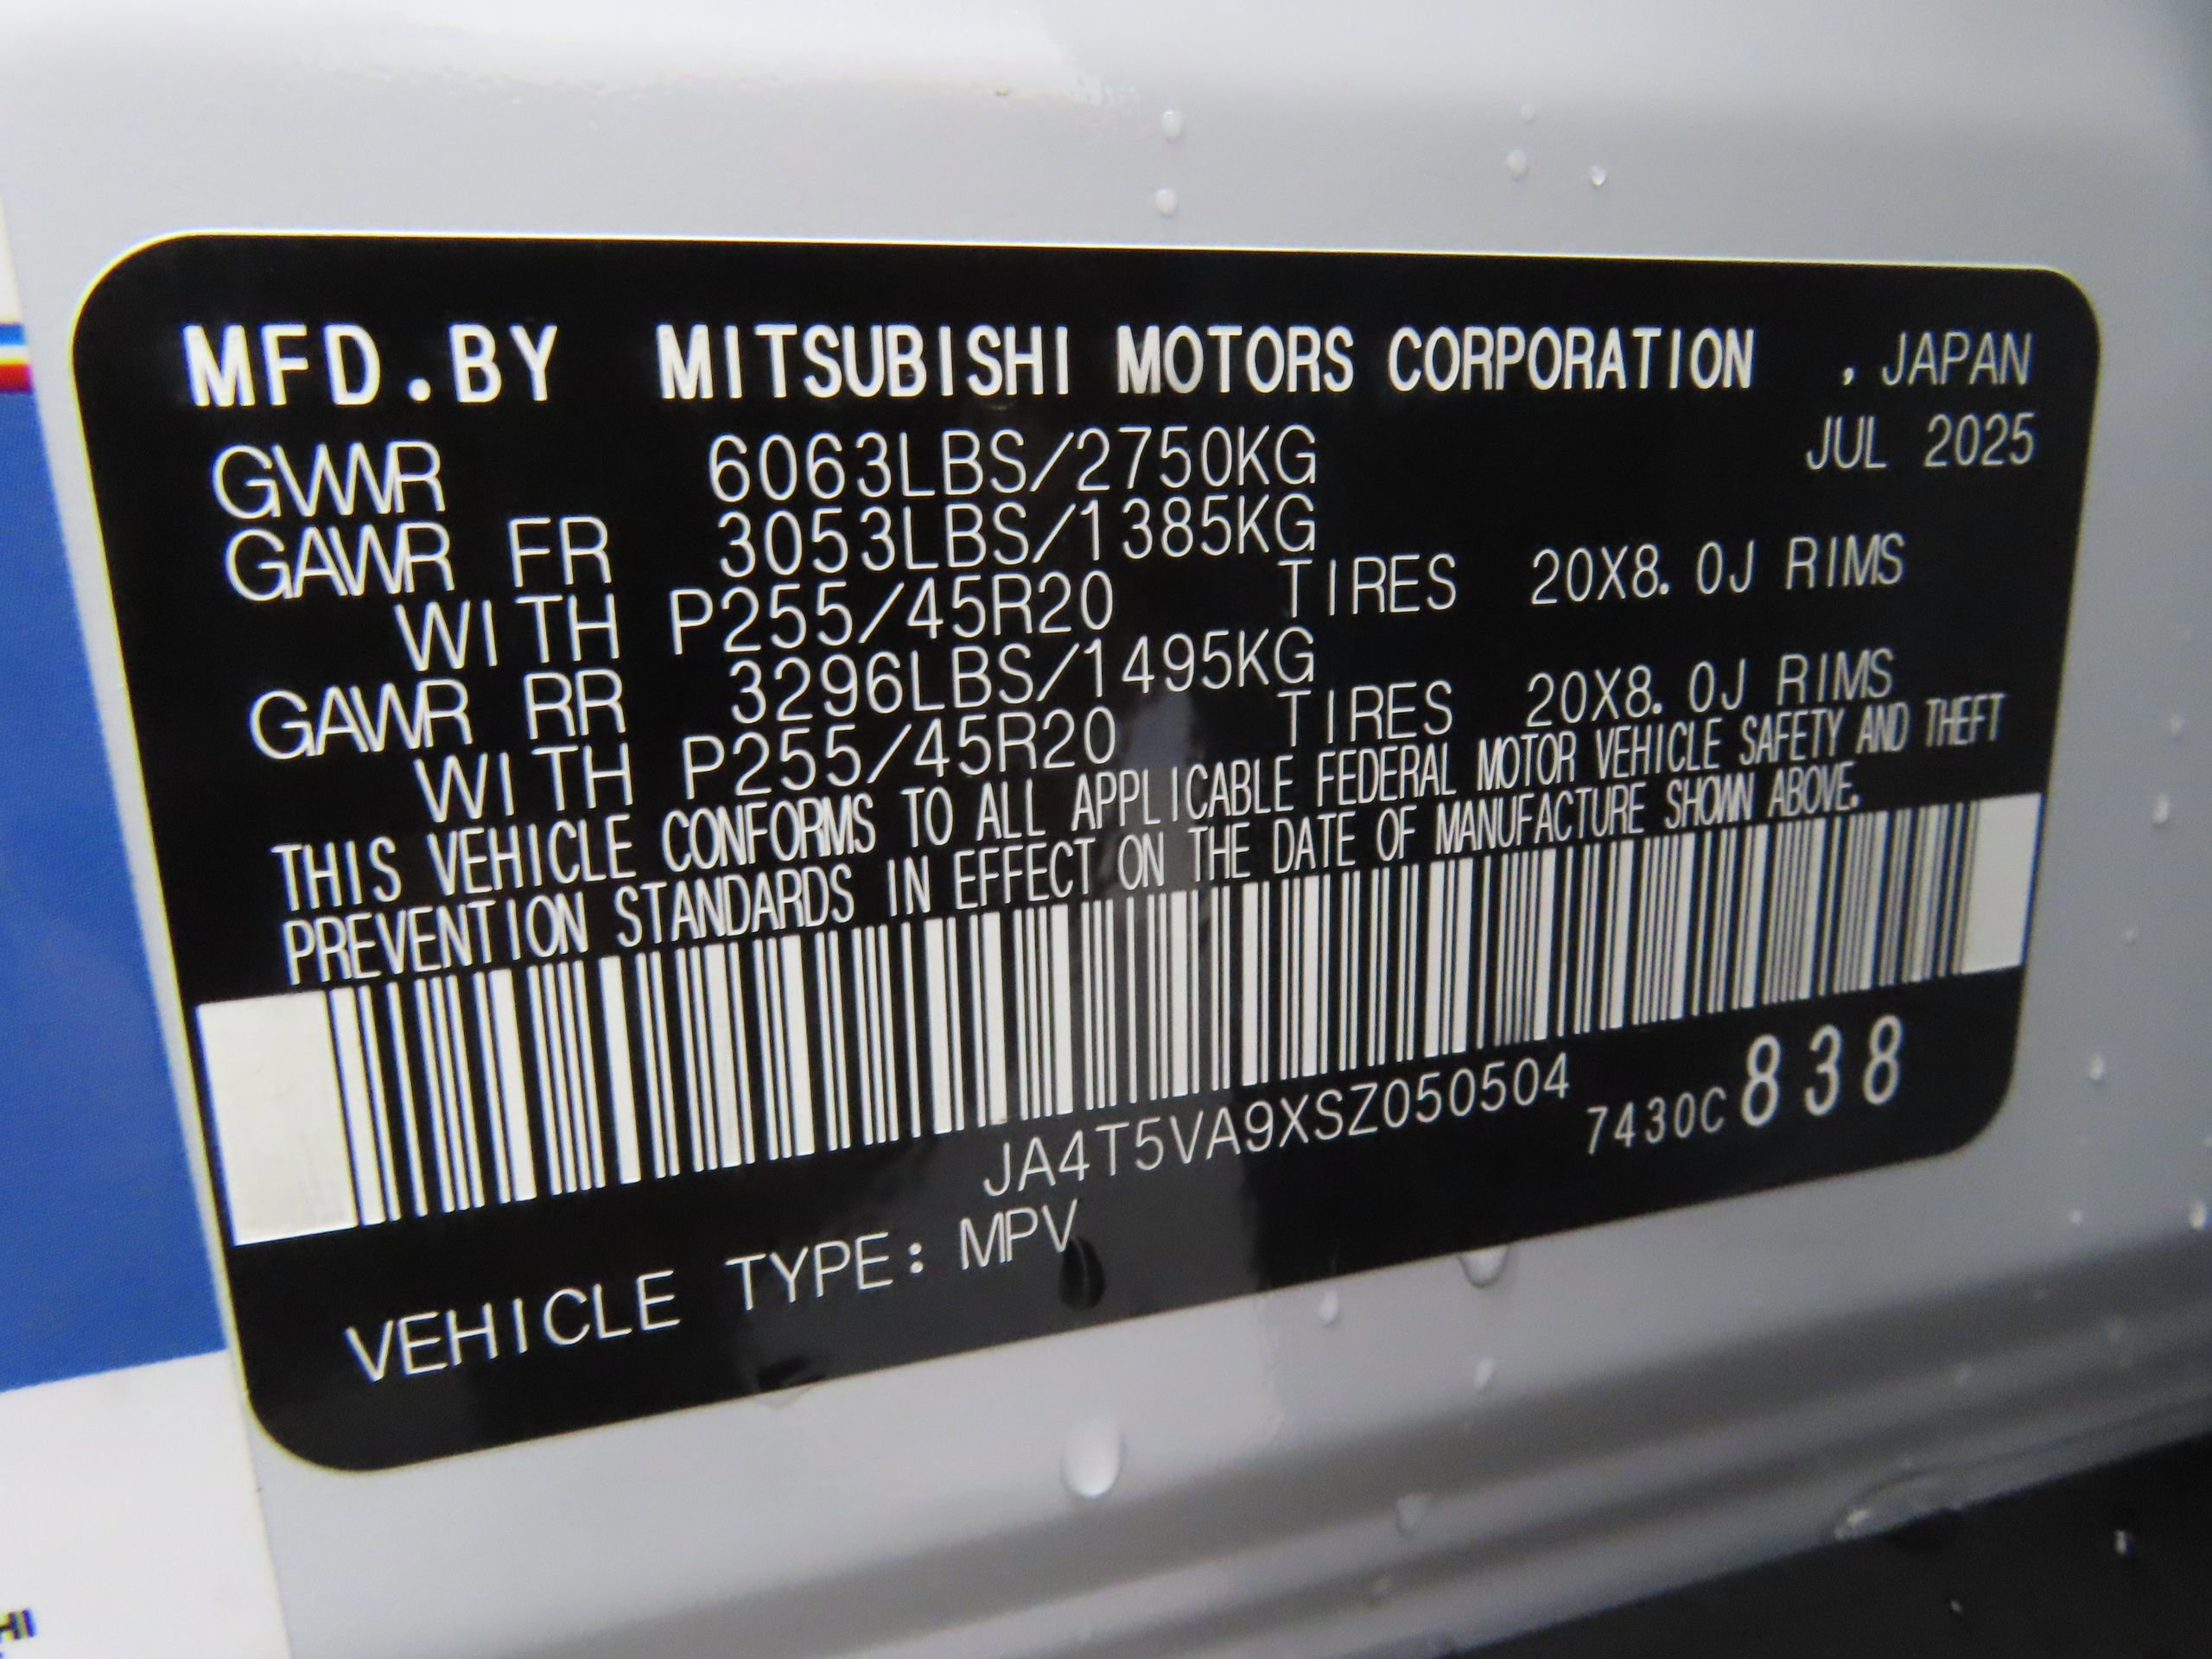 MFD.BY MITSUBISHI MOTORS CORPORATION , JAPAN
JUL 2025
GVWR 6063LBS/2750KG
GAWR FR 3053LBS/1385KG
WITH P255/45R20 TIRES 20X8.0J RIMS
GAWR RR 3296LBS/1495KG
WITH P255/45R20 TIRES 20X8.0J RIMS
THIS VEHICLE CONFORMS TO ALL APPLICABLE FEDERAL MOTOR VEHICLE SAFETY AND THEFT
PREVENTION STANDARDS IN EFFECT ON THE DATE OF MANUFACTURE SHOWN ABOVE.
JA4T5VA9XSZ050504 7430C 838
VEHICLE TYPE: MPV